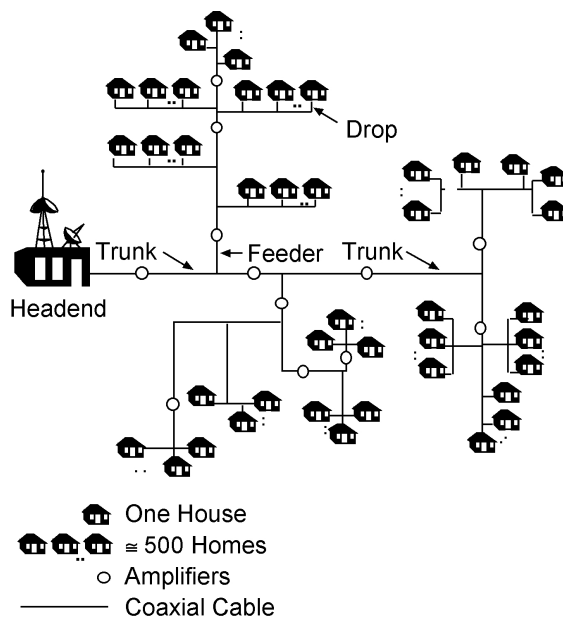 Drop
Trunk
Feeder
Trunk
Headend
One House
≅ 500 Homes
Amplifiers
Coaxial Cable